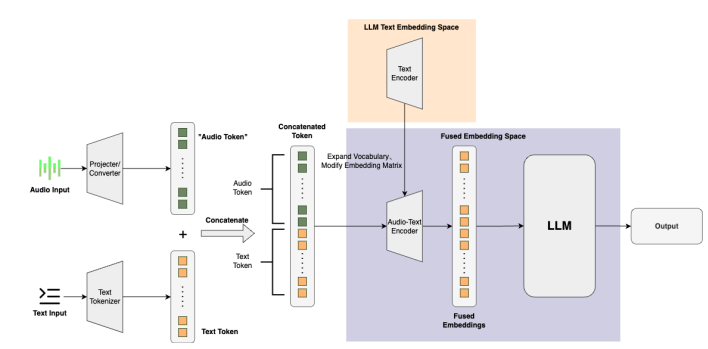 LLM Text Embedding Space
Text
Encoder
"Audio Token"
Concatenated
Token
Fused Embedding Space
Projecter/
Converter
Expand Vocabulary、
Modify Embedding Matrix
Audio Input
Audio
Token
Concatenate
+
Audio-Text
Encoder
LLM
Output
Text
Token
Text
Tokenizer
Text Input
Text Token
Fused
Embeddings